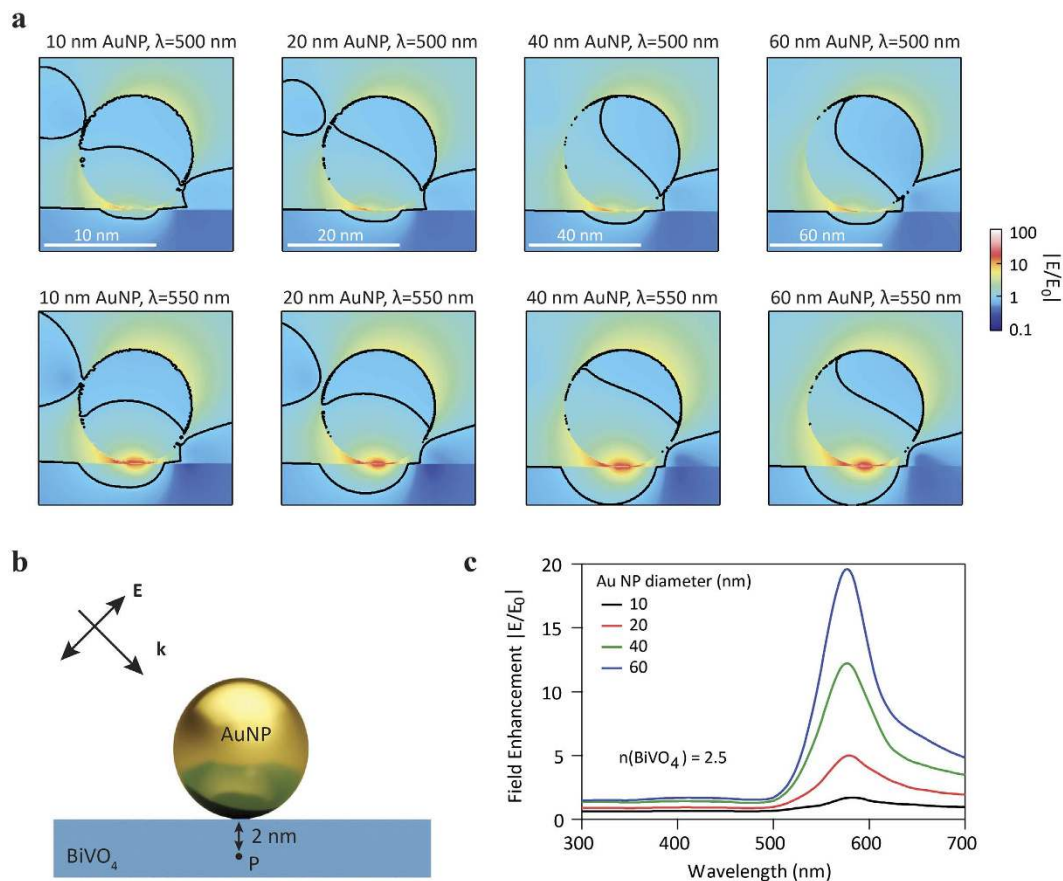 a
10 nm AuNP, λ=500 nm
20 nm AuNP, λ=500 nm
40 nm AuNP, λ=500 nm
60 nm AuNP, λ=500 nm
10 nm
20 nm
40 nm
60 nm
10 nm AuNP, λ=550 nm
20 nm AuNP, λ=550 nm
40 nm AuNP, λ=550 nm
60 nm AuNP, λ=550 nm
100
10
1
0.1
|E/E₀|
b
E
k
AuNP
2 nm
P
BiVO₄
c
Field Enhancement |E/E₀|
20
15
10
5
0
Au NP diameter (nm)
10
20
40
60
n(BiVO₄) = 2.5
300
400
500
600
700
Wavelength (nm)